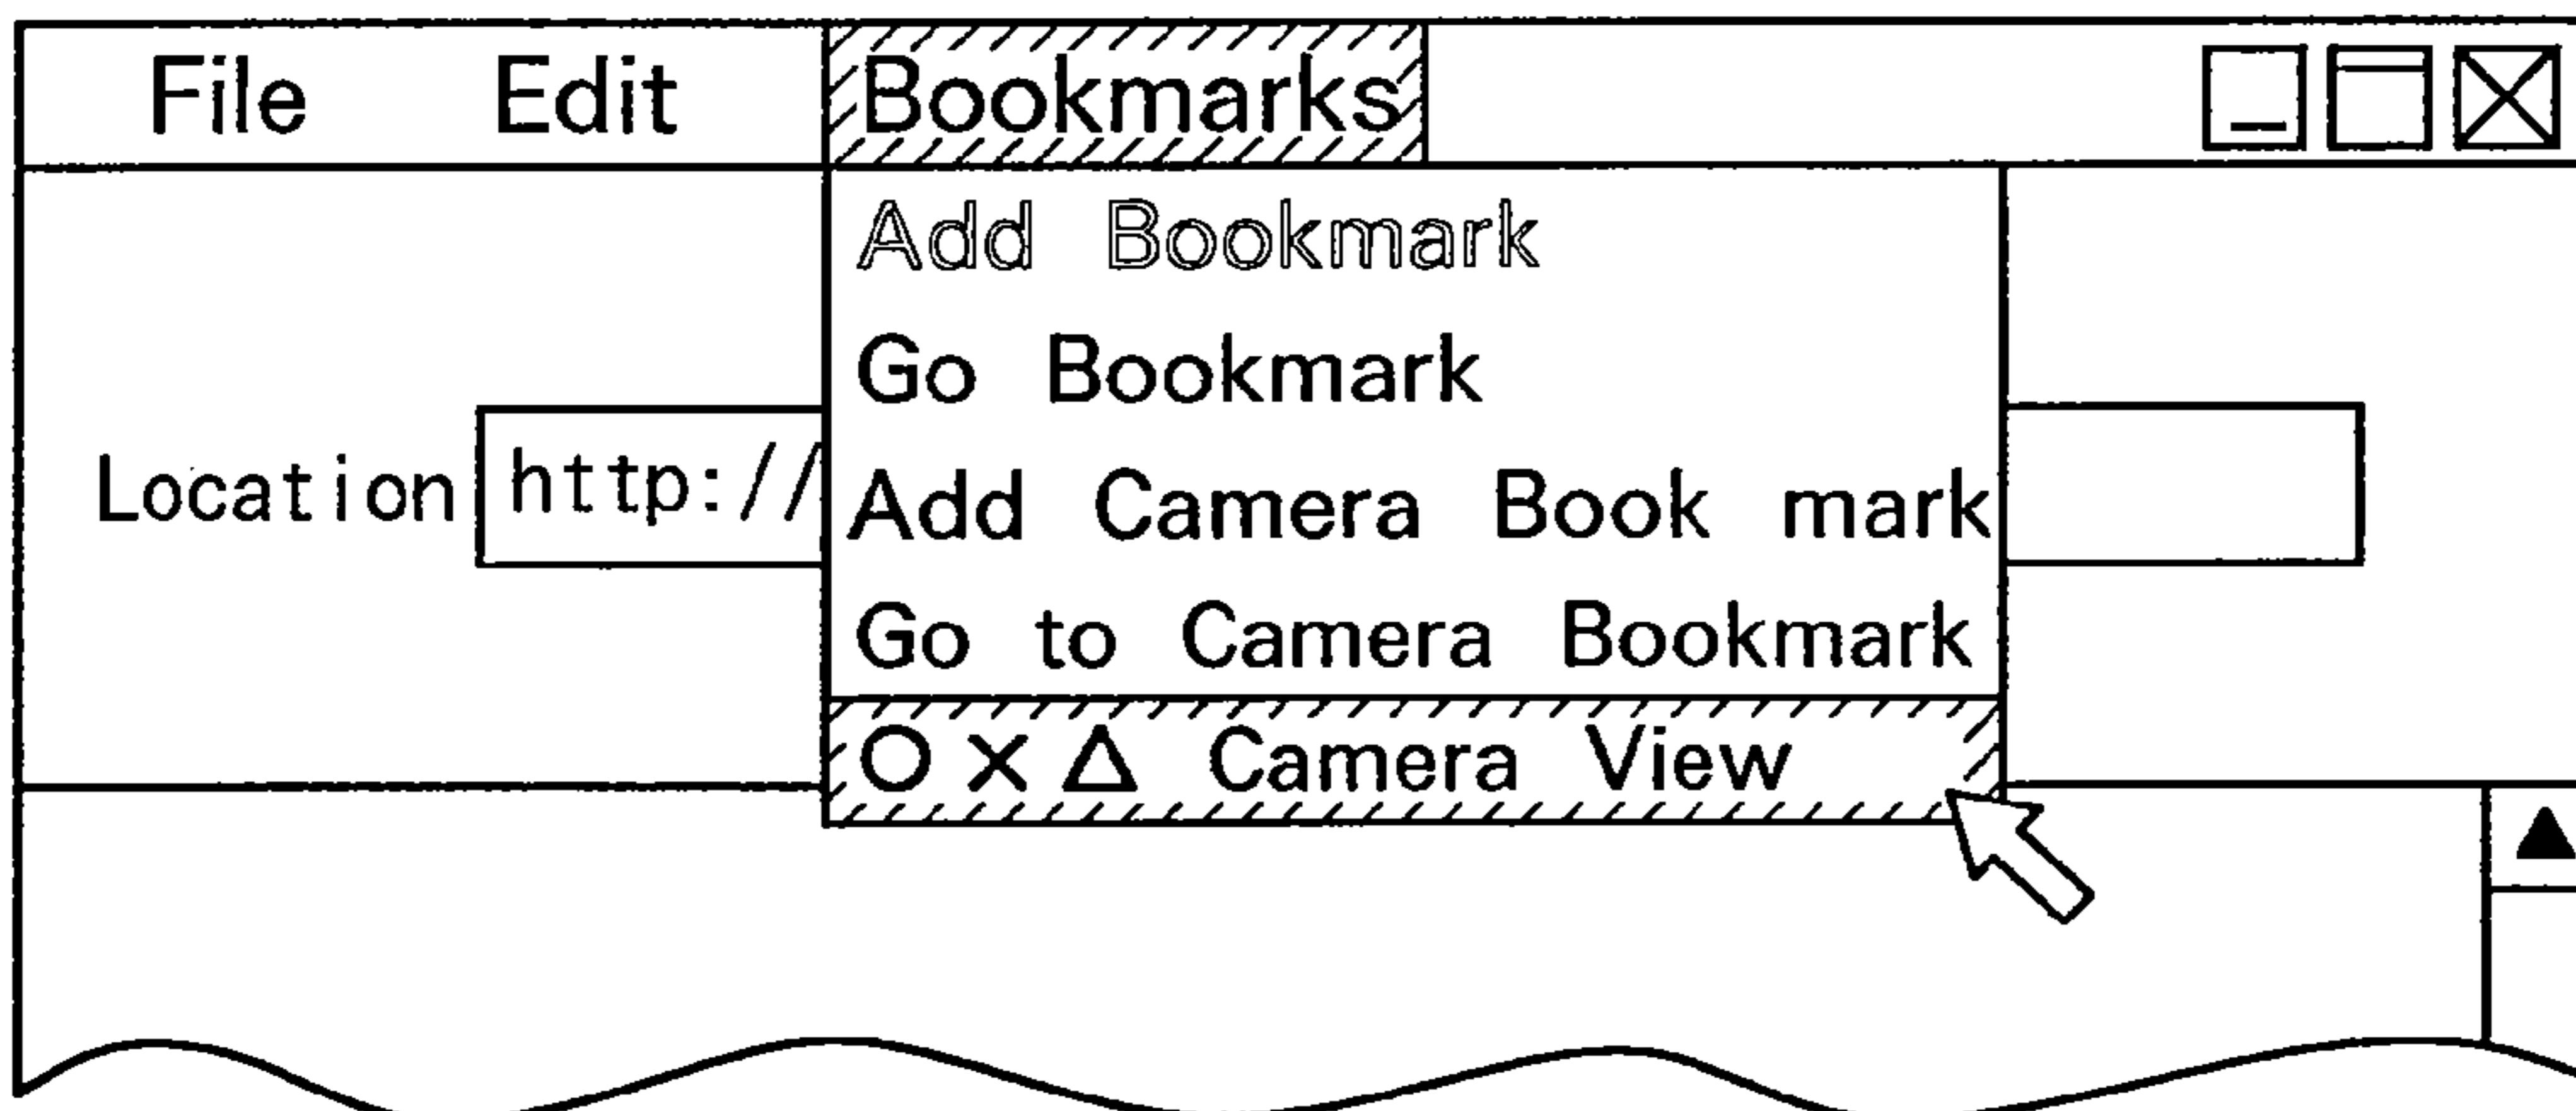 File Edit Bookmarks
Add Bookmark
Go Bookmark
Location http:// Add Camera Book mark
Go to Camera Bookmark
○×△ Camera View